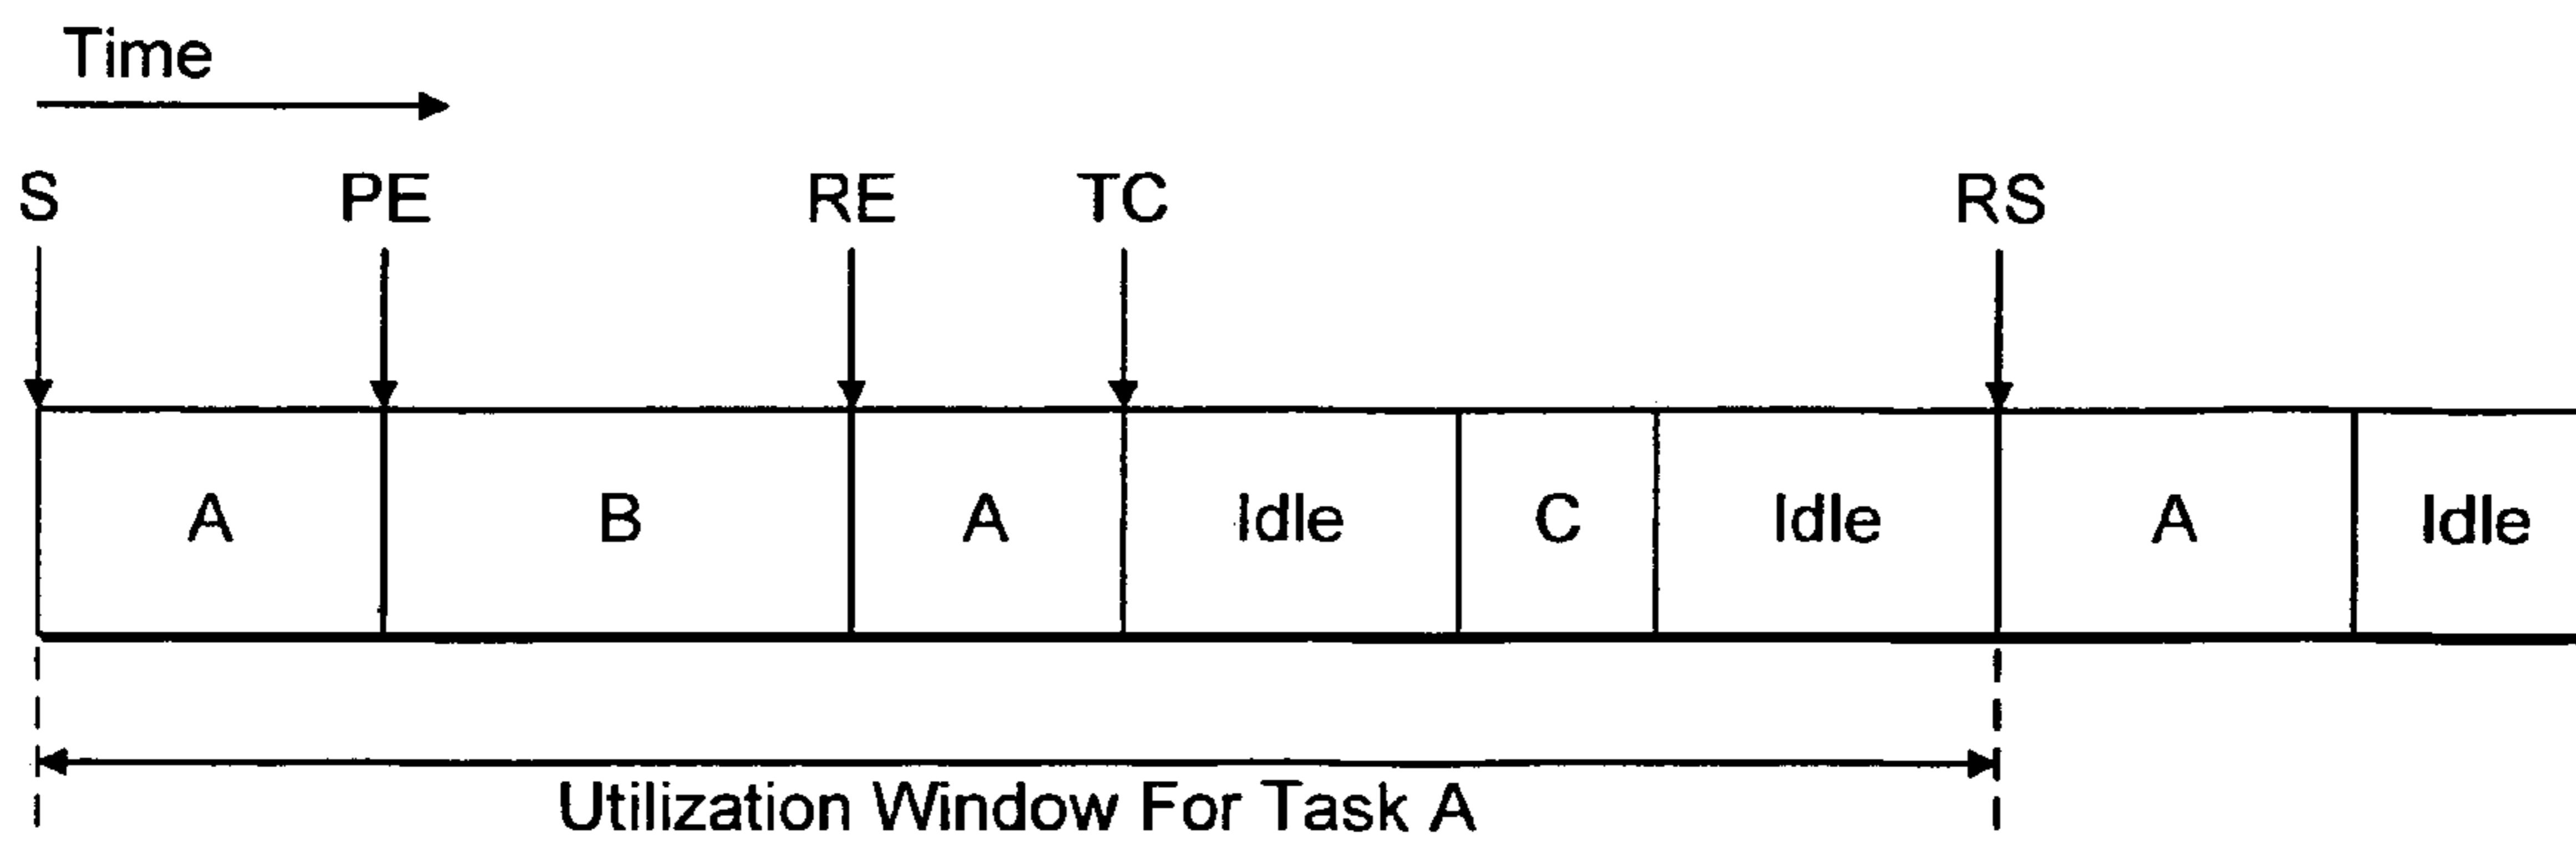 Time
S PE RE TC RS
A B A Idle C Idle A Idle
Utilization Window For Task A